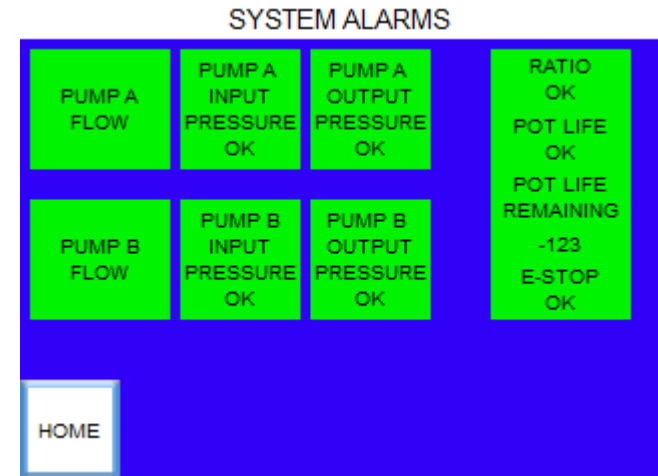 SYSTEM ALARMS
PUMP A
FLOW
PUMP A
INPUT
PRESSURE
OK
PUMP A
OUTPUT
PRESSURE
OK
RATIO
OK
POT LIFE
OK
POT LIFE
REMAINING
-123
E-STOP
OK
PUMP B
FLOW
PUMP B
INPUT
PRESSURE
OK
PUMP B
OUTPUT
PRESSURE
OK
HOME